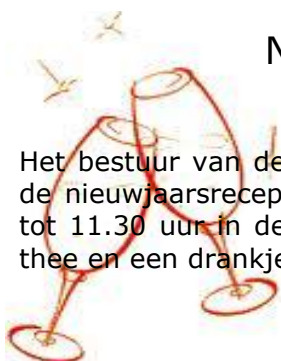 N
Het bestuur van de
de nieuwjaarsrecep
tot 11.30 uur in de
thee en een drankje